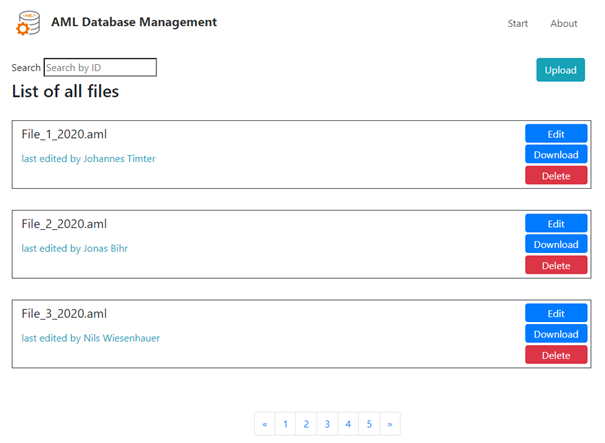 AML Database Management
Start About
Search Search by ID
Upload
List of all files
File_1_2020.aml
last edited by Johannes Timter
Edit
Download
Delete
File_2_2020.aml
last edited by Jonas Bihr
Edit
Download
Delete
File_3_2020.aml
last edited by Nils Wiesenhauer
Edit
Download
Delete
« 1 2 3 4 5 »